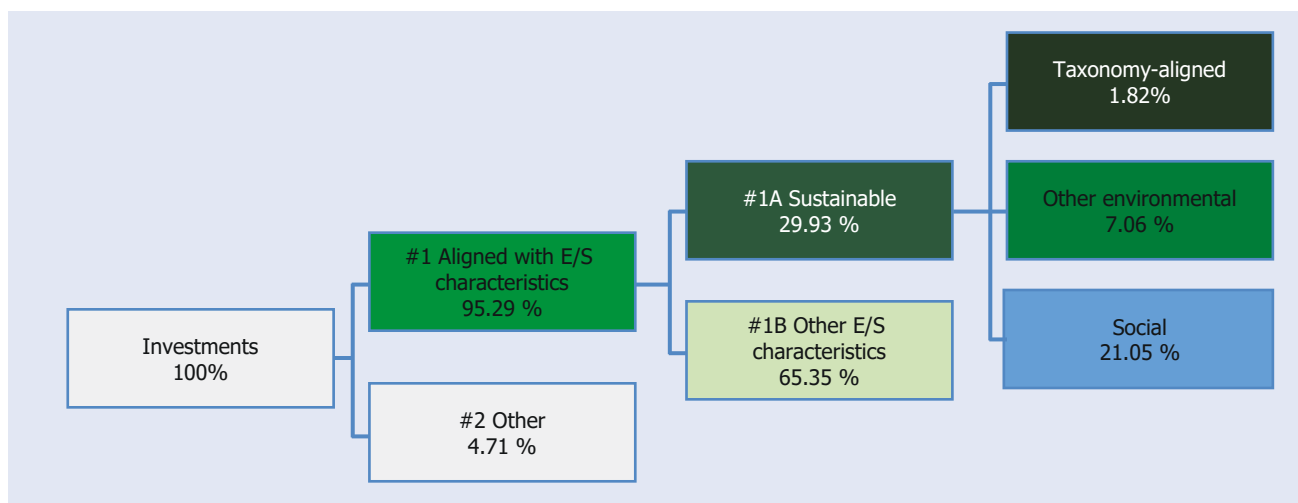 Investments
100%
#1 Aligned with E/S
characteristics
95.29 %
#2 Other
4.71 %
#1A Sustainable
29.93 %
#1B Other E/S
characteristics
65.35 %
Taxonomy-aligned
1.82%
Other environmental
7.06 %
Social
21.05 %